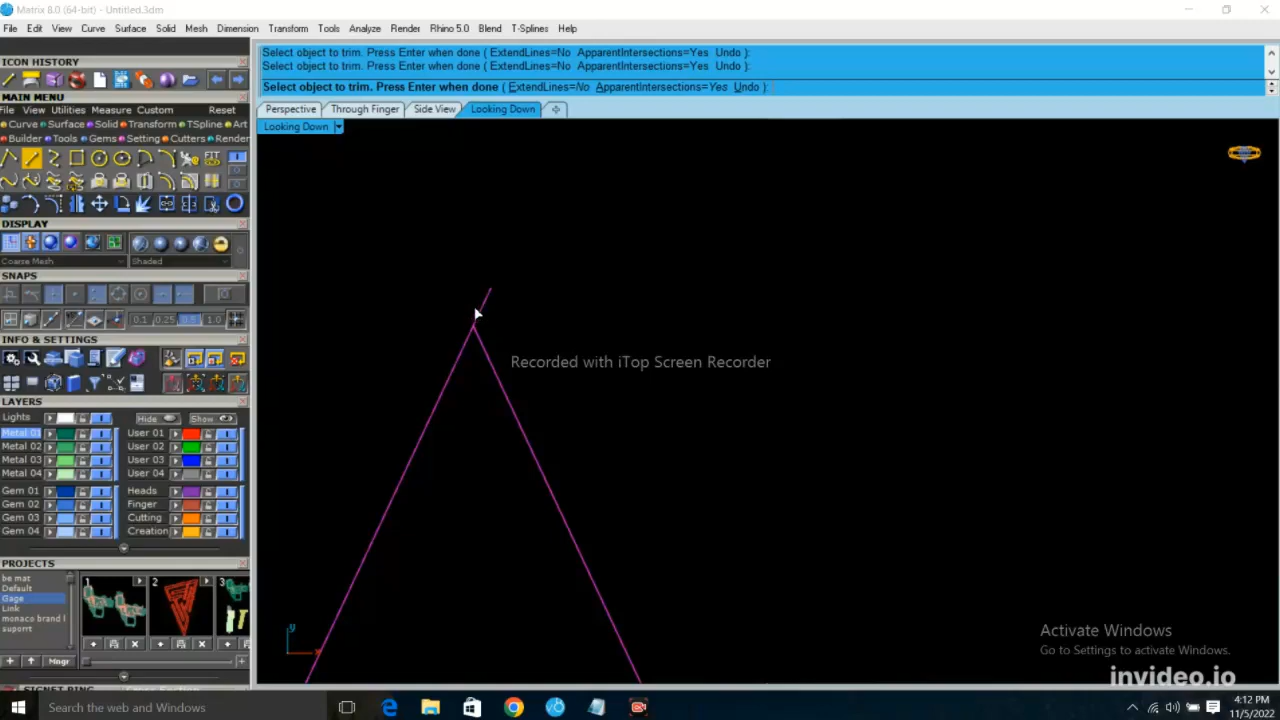 Matrix 8.0 (64-bit) - Untitled.3dm
File Edit View Curve Surface Solid Mesh Dimension Transform Tools Analyze Render Rhino 5.0 Blend T-Splines Help
ICON HISTORY
Select object to trim. Press Enter when done ( ExtendLines=No ApparentIntersections=Yes Undo ):
Select object to trim. Press Enter when done ( ExtendLines=No ApparentIntersections=Yes Undo ):
Select object to trim. Press Enter when done ( ExtendLines=No ApparentIntersections=Yes Undo ):
MAIN MENU
File View Utilities Measure Custom Reset
Curve Surface Solid Transform TSpline Art
Builder Tools Gems Setting Cutters Render
Perspective Through Finger Side View Looking Down
Looking Down
FIT
DISPLAY
Coarse Mesh Shaded
SNAPS
0.1 0.25 0.5 1.0
INFO & SETTINGS
LAYERS
Lights Hide Show
Metal 01 User 01
Metal 02 User 02
Metal 03 User 03
Metal 04 User 04
Gem 01 Heads
Gem 02 Finger
Gem 03 Cutting
Gem 04 Creation
PROJECTS
be mat
Default
Gage
Link
monaco brand l
suporrt
1 2 3
Mngr
SIGNET RING
y
x
Recorded with iTop Screen Recorder
Activate Windows
Go to Settings to activate Windows.
invideo.io
Search the web and Windows
4:12 PM
11/5/2022